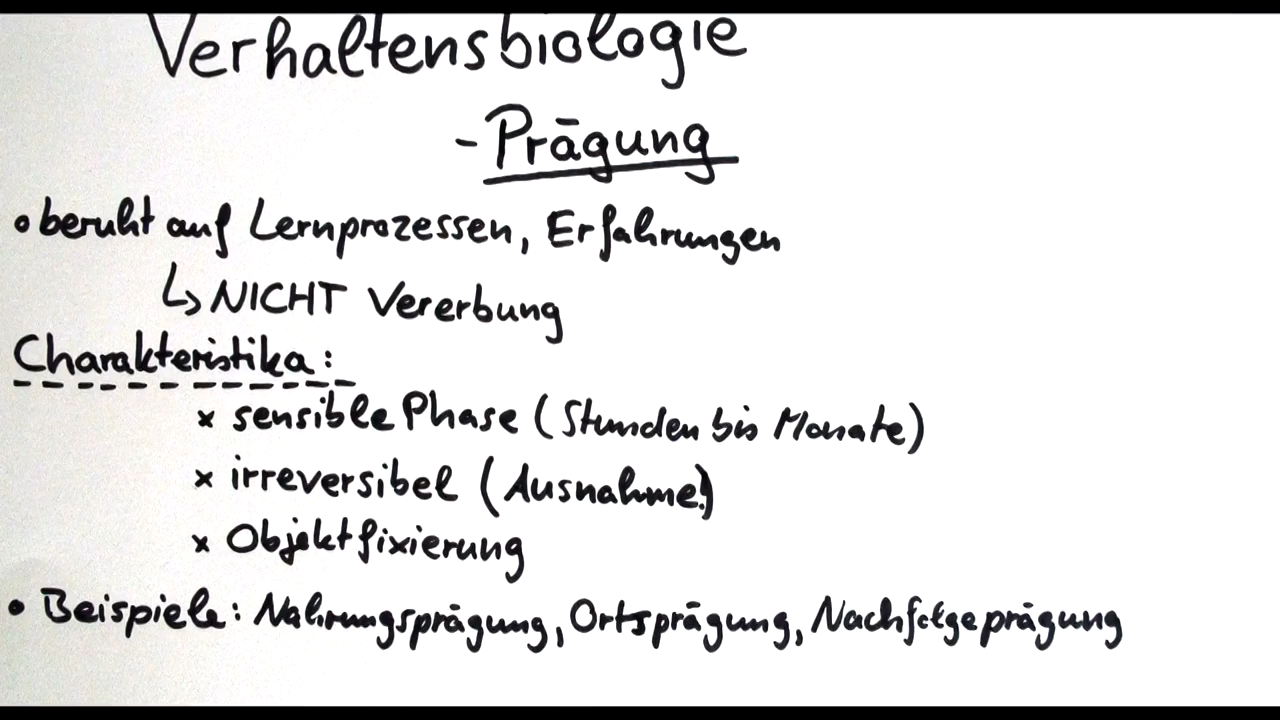 Verhaltensbiologie
- Prägung
• beruht auf Lernprozessen, Erfahrungen
↳ NICHT Vererbung
Charakteristika:
x sensible Phase (Stunden bis Monate)
x irreversibel (Ausnahme!)
x Objektfixierung
• Beispiele: Nahrungsprägung, Ortsprägung, Nachfolgeprägung